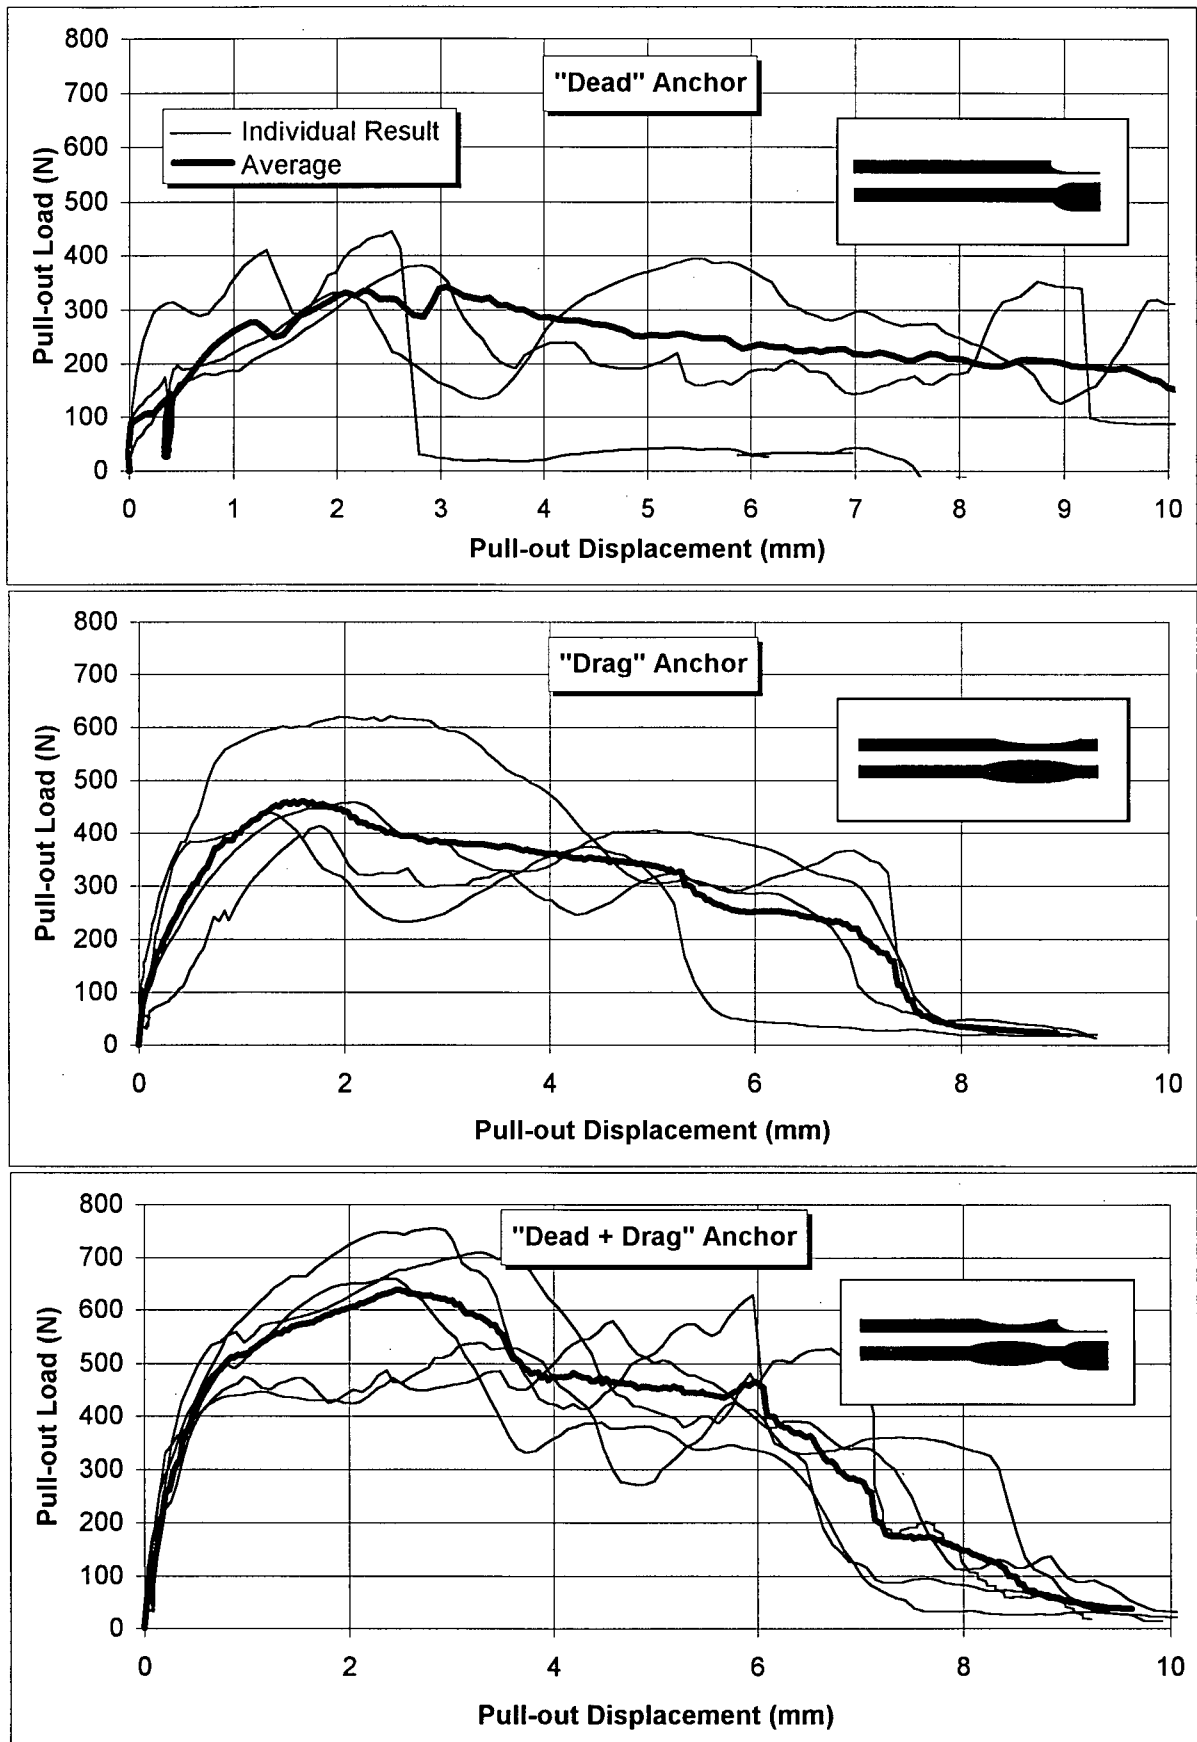 800
700
600
500
400
300
200
100
0
Pull-out Load (N)
"Dead" Anchor
Individual Result
Average
0 1 2 3 4 5 6 7 8 9 10
Pull-out Displacement (mm)
800
700
600
500
400
300
200
100
0
Pull-out Load (N)
"Drag" Anchor
0 2 4 6 8 10
Pull-out Displacement (mm)
800
700
600
500
400
300
200
100
0
Pull-out Load (N)
"Dead + Drag" Anchor
0 2 4 6 8 10
Pull-out Displacement (mm)